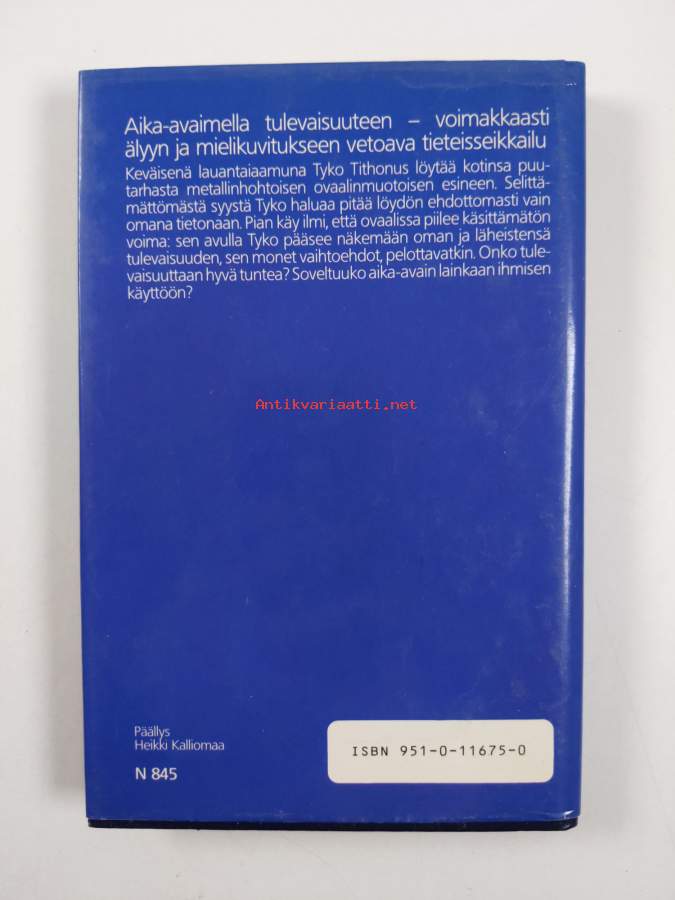 Aika-avaimella tulevaisuuteen – voimakkaasti
älyyn ja mielikuvitukseen vetoava tieteisseikkailu
Keväisenä lauantaiaamuna Tyko Tithonus löytää kotinsa puu-
tarhasta metallinhohtoisen ovaalinmuotoisen esineen. Selittä-
mättömästä syystä Tyko haluaa pitää löydön ehdottomasti vain
omana tietonaan. Pian käy ilmi, että ovaalissa piilee käsittämätön
voima: sen avulla Tyko pääsee näkemään oman ja läheistensä
tulevaisuuden, sen monet vaihtoehdot, pelottavatkin. Onko tule-
vaisuuttaan hyvä tuntea? Soveltuuko aika-avain lainkaan ihmisen
käyttöön?
Antikvariaatti.net
Päällys
Heikki Kalliomaa
N 845
ISBN 951-0-11675-0